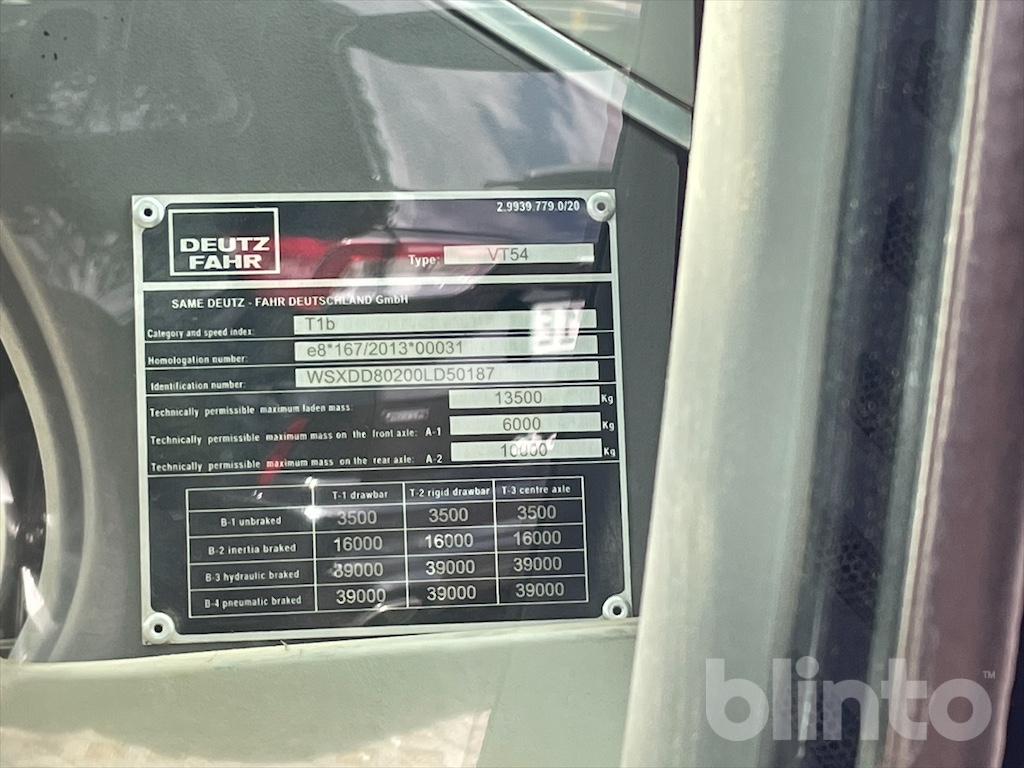 2.9939.779.0/20
DEUTZ
FAHR
Type: VT54
SAME DEUTZ - FAHR DEUTSCHLAND GmbH
Category and speed index: T1b
Homologation number: e8*167/2013*00031
Identification number: WSXDD80200LD50187
Technically permissible maximum laden mass: 13500 Kg
Technically permissible maximum mass on the front axle: A-1 6000 Kg
Technically permissible maximum mass on the rear axle: A-2 10000 Kg
T-1 drawbar T-2 rigid drawbar T-3 centre axle
B-1 unbraked 3500 3500 3500
B-2 inertia braked 16000 16000 16000
B-3 hydraulic braked 39000 39000 39000
B-4 pneumatic braked 39000 39000 39000
blinto™